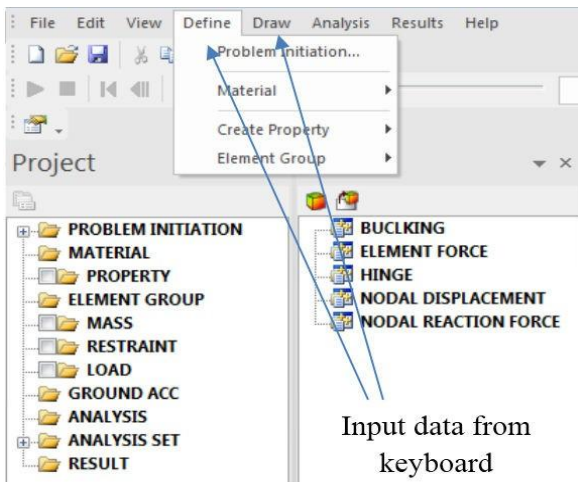 File Edit View Define Draw Analysis Results Help
Problem Initiation...
Material
Create Property
Element Group
Project
PROBLEM INITIATION
MATERIAL
PROPERTY
ELEMENT GROUP
MASS
RESTRAINT
LOAD
GROUND ACC
ANALYSIS
ANALYSIS SET
RESULT
BUCLKING
ELEMENT FORCE
HINGE
NODAL DISPLACEMENT
NODAL REACTION FORCE
Input data from
keyboard